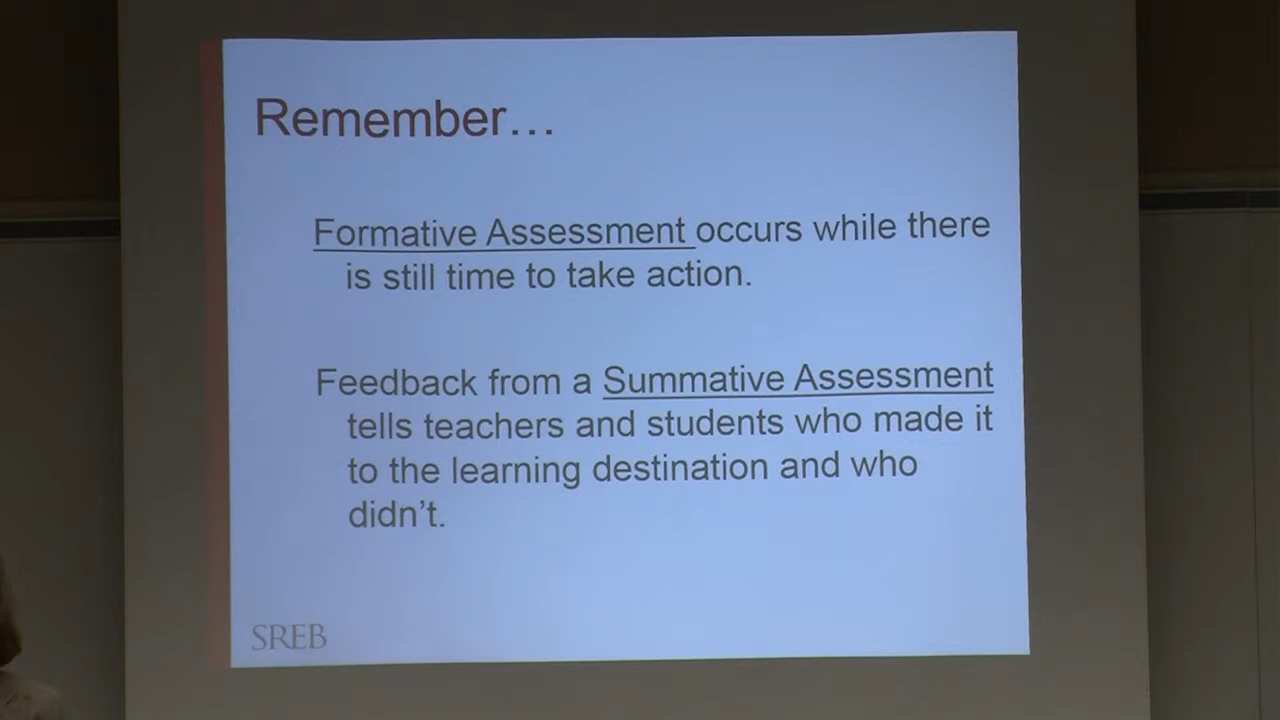 Remember…
Formative Assessment occurs while there
is still time to take action.
Feedback from a Summative Assessment
tells teachers and students who made it
to the learning destination and who
didn’t.
SREB